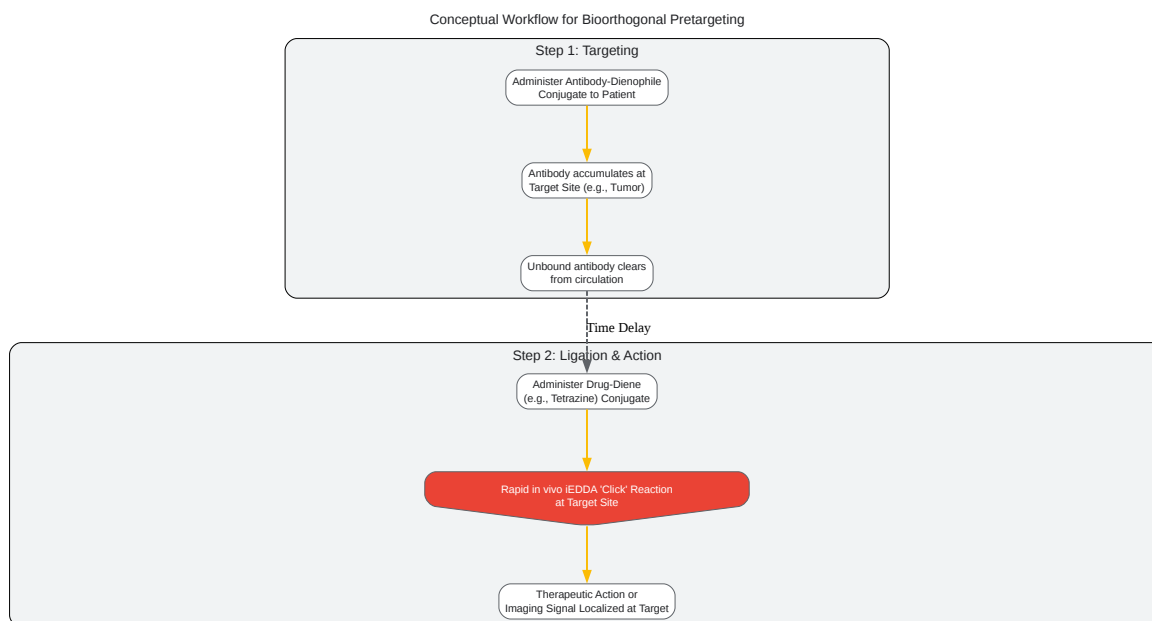 Conceptual Workflow for Bioorthogonal Pretargeting
Step 1: Targeting
Administer Antibody-Dienophile
Conjugate to Patient
Antibody accumulates at
Target Site (e.g., Tumor)
Unbound antibody clears
from circulation
Time Delay
Step 2: Ligation & Action
Administer Drug-Diene
(e.g., Tetrazine) Conjugate
Rapid in vivo iEDDA 'Click' Reaction
at Target Site
Therapeutic Action or
Imaging Signal Localized at Target